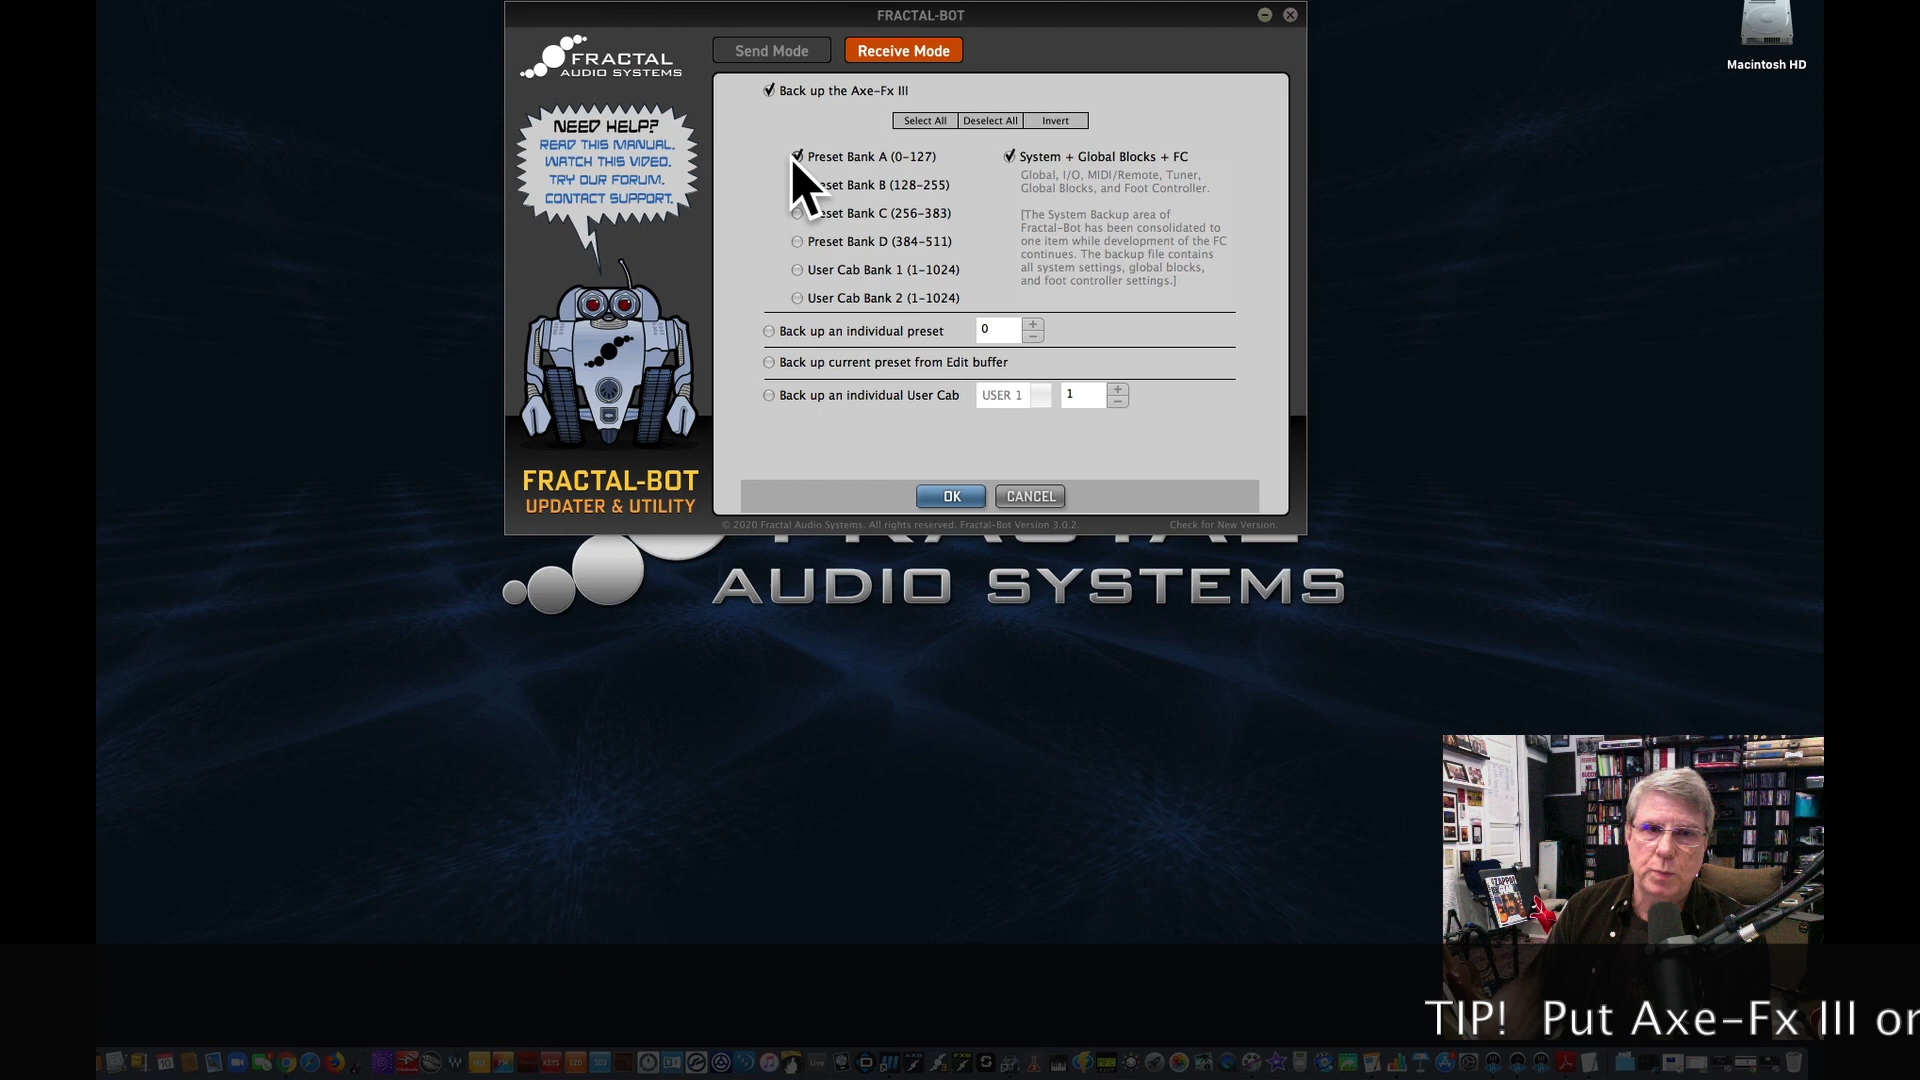 FRACTAL-BOT
FRACTAL
AUDIO SYSTEMS
Send Mode
Receive Mode
Macintosh HD
Back up the Axe-Fx III
Select All
Deselect All
Invert
NEED HELP?
READ THIS MANUAL.
WATCH THIS VIDEO.
TRY OUR FORUM.
CONTACT SUPPORT.
Preset Bank A (0-127)
eset Bank B (128-255)
eset Bank C (256-383)
Preset Bank D (384-511)
User Cab Bank 1 (1-1024)
User Cab Bank 2 (1-1024)
System + Global Blocks + FC
Global, I/O, MIDI/Remote, Tuner,
Global Blocks, and Foot Controller.
[The System Backup area of
Fractal-Bot has been consolidated to
one item while development of the FC
continues. The backup file contains
all system settings, global blocks,
and foot controller settings.]
Back up an individual preset
0
Back up current preset from Edit buffer
Back up an individual User Cab
USER 1
1
FRACTAL-BOT
UPDATER & UTILITY
OK
CANCEL
© 2020 Fractal Audio Systems. All rights reserved. Fractal-Bot Version 3.0.2.
Check for New Version.
FRACTAL
AUDIO SYSTEMS
TIP! Put Axe-Fx III or